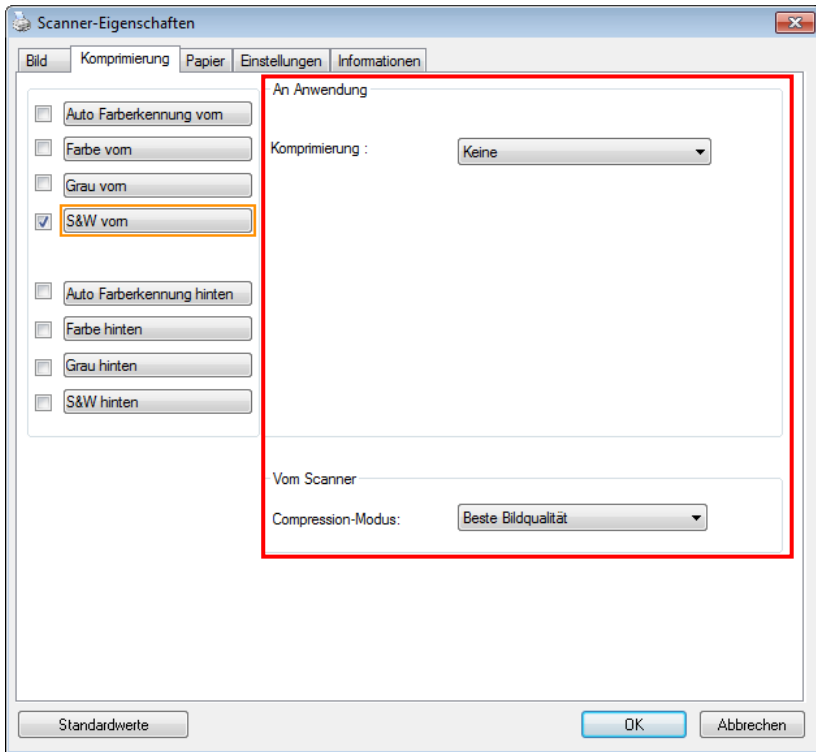 Scanner-Eigenschaften
Bild Komprimierung Papier Einstellungen Informationen
An Anwendung
Auto Farberkennung vorn
Farbe vorn
Komprimierung : Keine
Grau vorn
S&W vorn
Auto Farberkennung hinten
Farbe hinten
Grau hinten
S&W hinten
Vom Scanner
Compression-Modus: Beste Bildqualität
Standardwerte OK Abbrechen